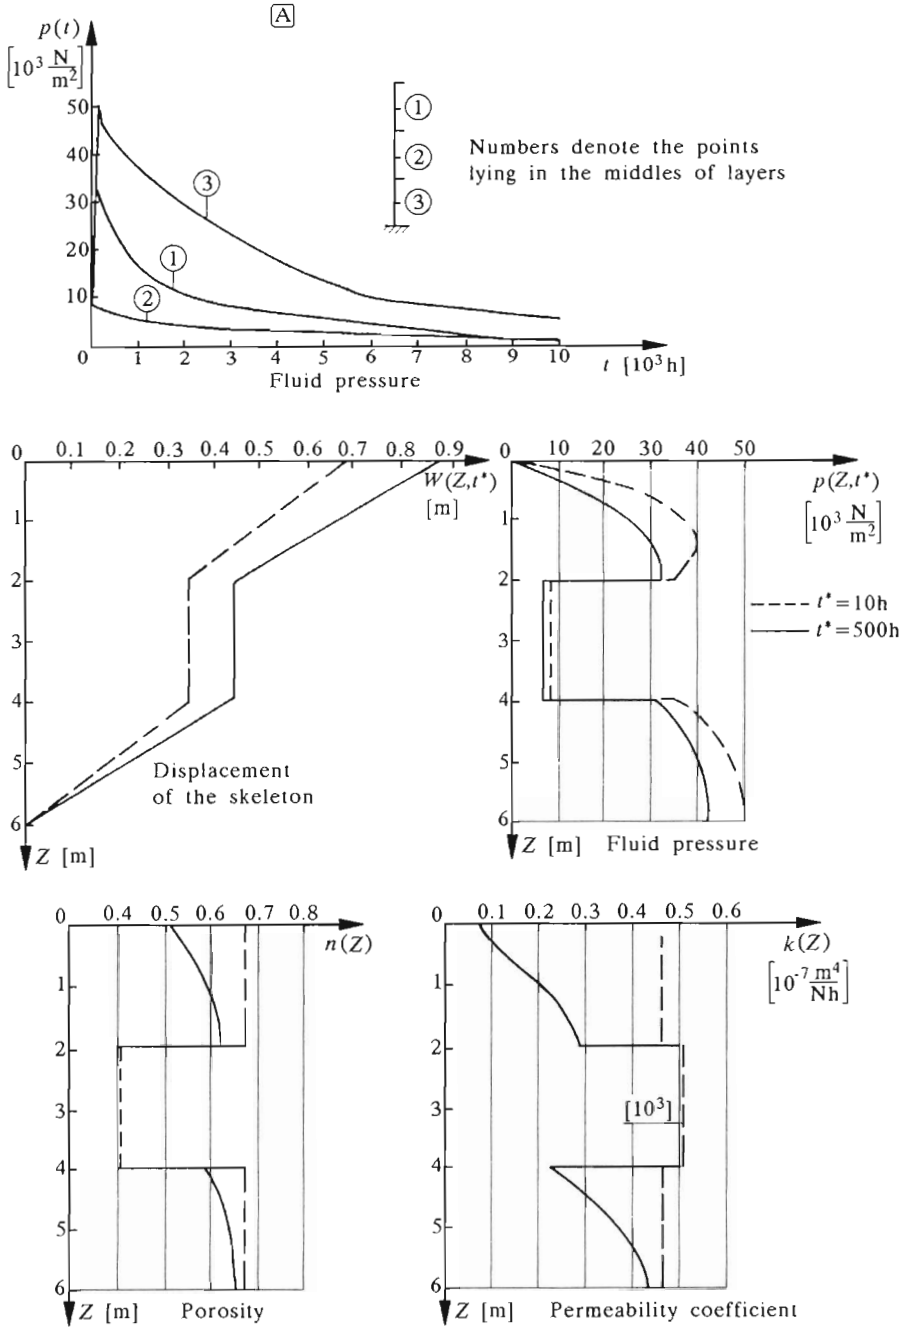 A
p(t)
[10³ N/m²]
50
40
30
20
10
0 1 2 3 4 5 6 7 8 9 10
t [10³h]
Fluid pressure
③
①
②
①
②
③
Numbers denote the points
lying in the middles of layers
0 0.1 0.2 0.3 0.4 0.5 0.6 0.7 0.8 0.9
W(Z,t*)
[m]
1
2
3
4
5
6
Z [m]
Displacement
of the skeleton
0 10 20 30 40 50
p(Z,t*)
[10³ N/m²]
t* = 10h
t* = 500h
1
2
3
4
5
6
Z [m] Fluid pressure
0 0.4 0.5 0.6 0.7 0.8
n(Z)
1
2
3
4
5
6
Z [m] Porosity
0 0.1 0.2 0.3 0.4 0.5 0.6
k(Z)
[10⁻⁷ m⁴/Nh]
1
2
3
4
5
6
[10³]
Z [m] Permeability coefficient